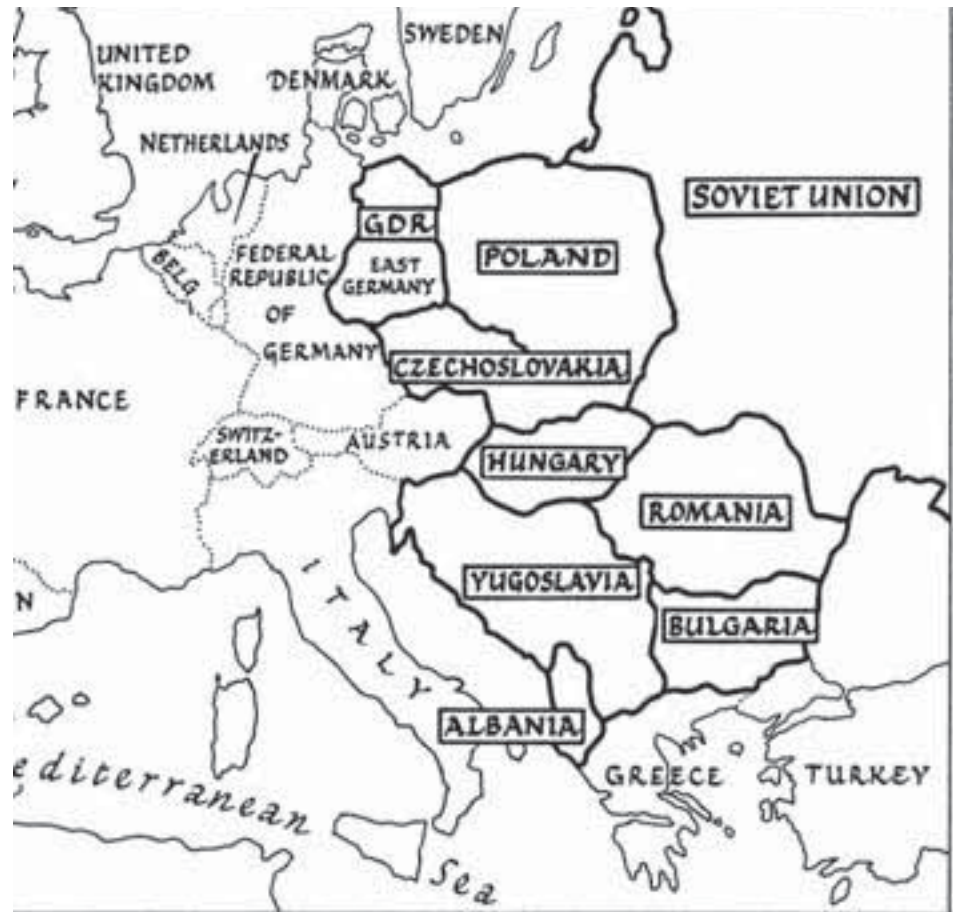 SWEDEN
UNITED
KINGDOM
DENMARK
NETHERLANDS
SOVIET UNION
GDR
POLAND
BELG
FEDERAL
REPUBLIC
OF
GERMANY
EAST
GERMANY
CZECHOSLOVAKIA
FRANCE
SWITZ-
ERLAND
AUSTRIA
HUNGARY
ROMANIA
ITALY
YUGOSLAVIA
N
BULGARIA
ALBANIA
GREECE
TURKEY
editerranean
Sea